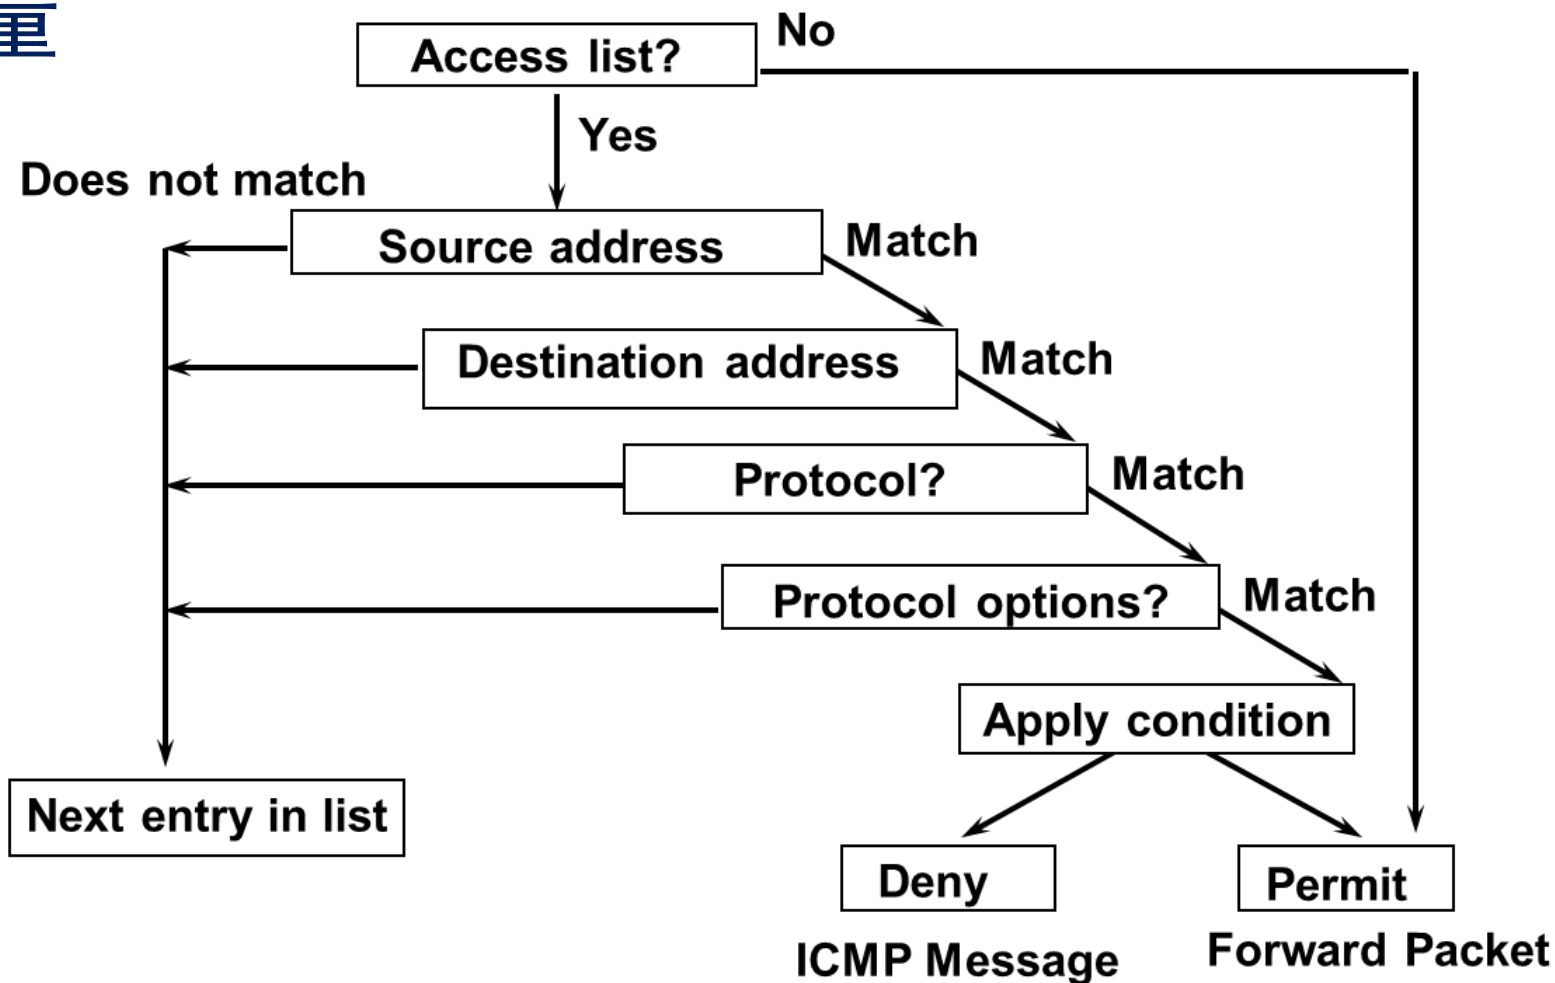 Access list?
No
Yes
Does not match
Source address
Match
Destination address
Match
Protocol?
Match
Protocol options?
Match
Apply condition
Next entry in list
Deny
Permit
ICMP Message
Forward Packet